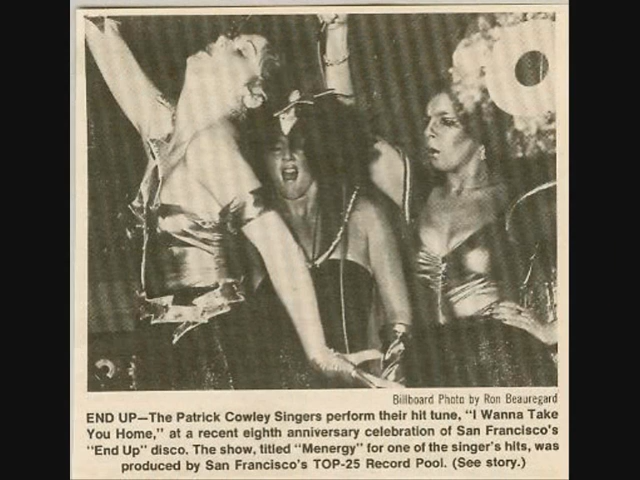 Billboard Photo by Ron Beauregard
END UP—The Patrick Cowley Singers perform their hit tune, "I Wanna Take
You Home," at a recent eighth anniversary celebration of San Francisco's
"End Up" disco. The show, titled "Menergy" for one of the singer's hits, was
produced by San Francisco's TOP-25 Record Pool. (See story.)